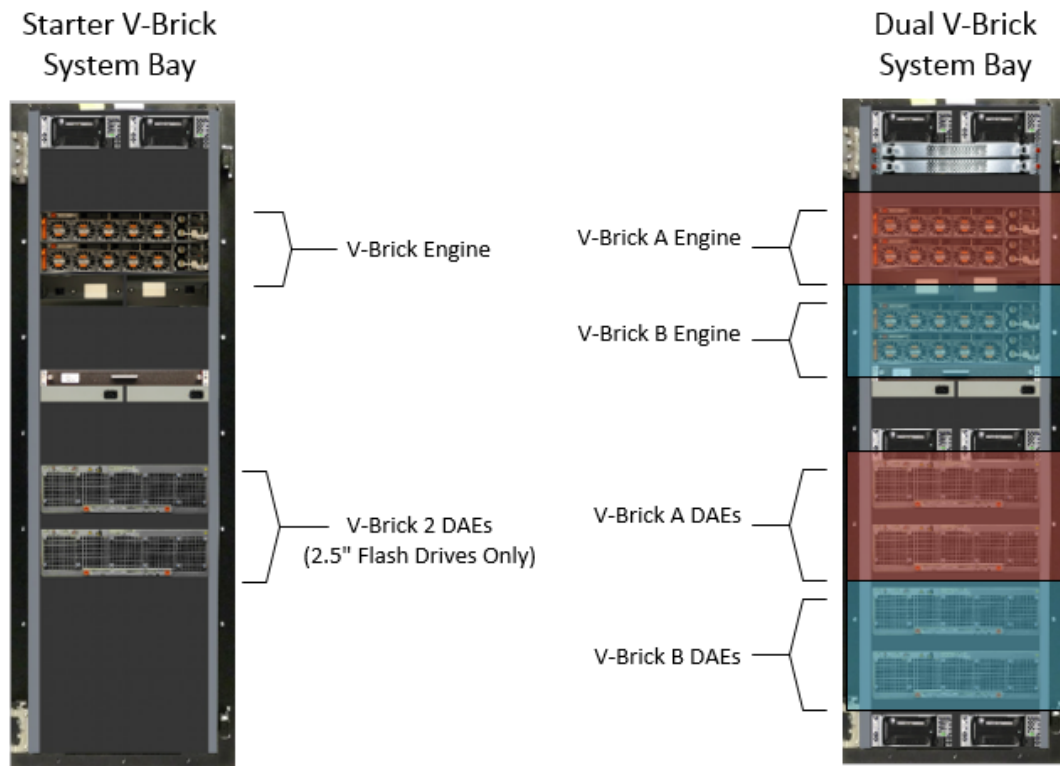 Starter V-Brick
System Bay
V-Brick Engine
V-Brick 2 DAEs
(2.5" Flash Drives Only)
Dual V-Brick
System Bay
V-Brick A Engine
V-Brick B Engine
V-Brick A DAEs
V-Brick B DAEs